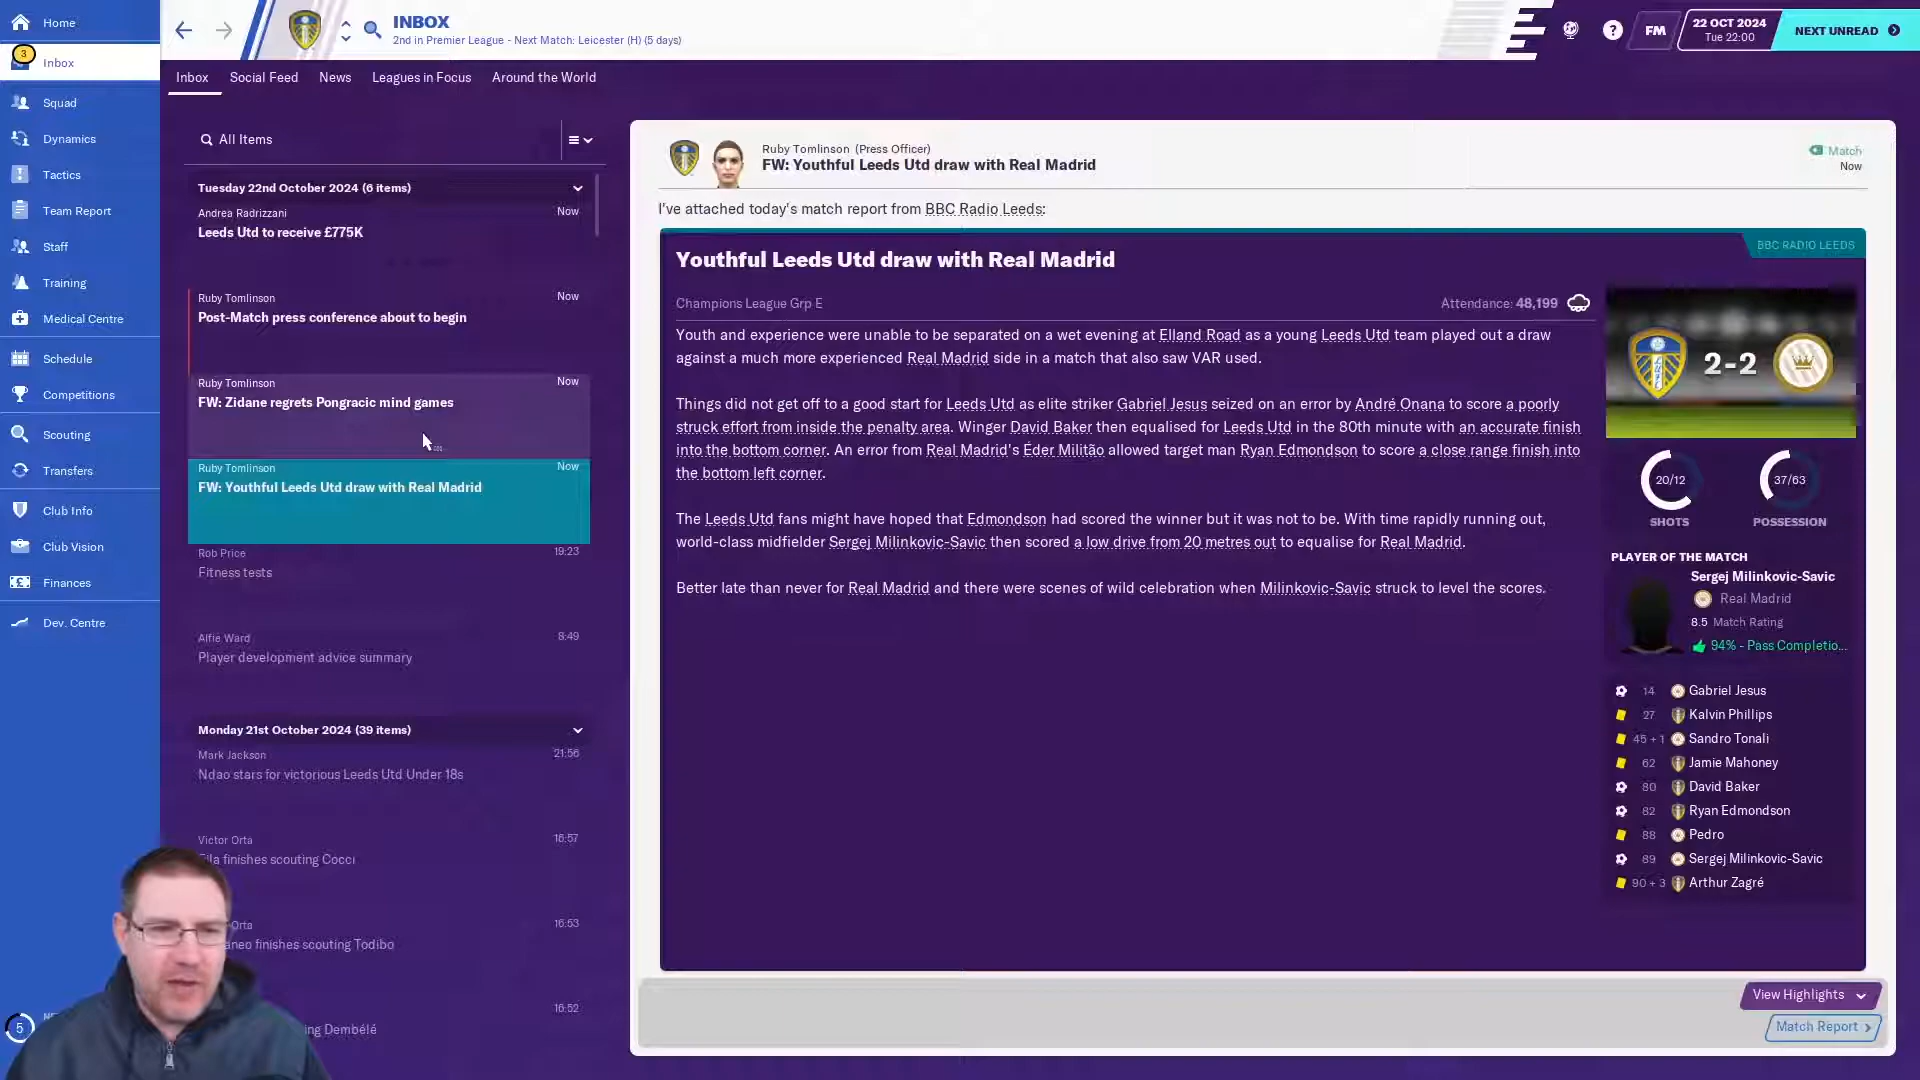 Home
3
Inbox
Squad
Dynamics
Tactics
Team Report
Staff
Training
Medical Centre
Schedule
Competitions
Scouting
Transfers
Club Info
Club Vision
Finances
Dev. Centre
5
INBOX
2nd in Premier League - Next Match: Leicester (H) (5 days)
?
FM
22 OCT 2024
Tue 22:00
NEXT UNREAD
Inbox
Social Feed
News
Leagues in Focus
Around the World
All Items
Tuesday 22nd October 2024 (6 items)
Andrea Radrizzani
Now
Leeds Utd to receive £775K
Ruby Tomlinson
Now
Post-Match press conference about to begin
Ruby Tomlinson
Now
FW: Zidane regrets Pongracic mind games
Ruby Tomlinson
Now
FW: Youthful Leeds Utd draw with Real Madrid
Rob Price
19:23
Fitness tests
Alfie Ward
8:49
Player development advice summary
Monday 21st October 2024 (39 items)
Mark Jackson
21:56
Ndao stars for victorious Leeds Utd Under 18s
Victor Orta
16:57
finishes scouting Cocci
Orta
16:53
finishes scouting Todibo
16:52
Dembélé
Ruby Tomlinson (Press Officer)
FW: Youthful Leeds Utd draw with Real Madrid
Match
Now
I've attached today's match report from BBC Radio Leeds:
BBC RADIO LEEDS
Youthful Leeds Utd draw with Real Madrid
Champions League Grp E
Attendance: 48,199
Youth and experience were unable to be separated on a wet evening at Elland Road as a young Leeds Utd team played out a draw
against a much more experienced Real Madrid side in a match that also saw VAR used.
Things did not get off to a good start for Leeds Utd as elite striker Gabriel Jesus seized on an error by André Onana to score a poorly
struck effort from inside the penalty area. Winger David Baker then equalised for Leeds Utd in the 80th minute with an accurate finish
into the bottom corner. An error from Real Madrid's Éder Militão allowed target man Ryan Edmondson to score a close range finish into
the bottom left corner.
The Leeds Utd fans might have hoped that Edmondson had scored the winner but it was not to be. With time rapidly running out,
world-class midfielder Sergej Milinkovic-Savic then scored a low drive from 20 metres out to equalise for Real Madrid.
Better late than never for Real Madrid and there were scenes of wild celebration when Milinkovic-Savic struck to level the scores.
2-2
20/12
SHOTS
37/63
POSSESSION
PLAYER OF THE MATCH
Sergej Milinkovic-Savic
Real Madrid
8.5 Match Rating
94% - Pass Completio...
14 Gabriel Jesus
27 Kalvin Phillips
45 + 1 Sandro Tonali
62 Jamie Mahoney
80 David Baker
82 Ryan Edmondson
88 Pedro
89 Sergej Milinkovic-Savic
90 + 3 Arthur Zagré
View Highlights
Match Report